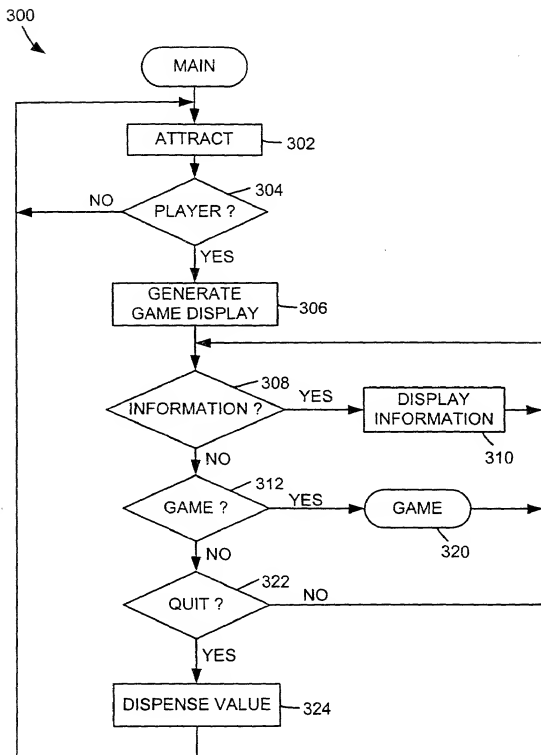 300
MAIN
ATTRACT
302
304
NO
PLAYER ?
YES
GENERATE
GAME DISPLAY
306
308
INFORMATION ?
YES
DISPLAY
INFORMATION
310
NO
312
GAME ?
YES
GAME
320
NO
322
QUIT ?
NO
YES
DISPENSE VALUE
324